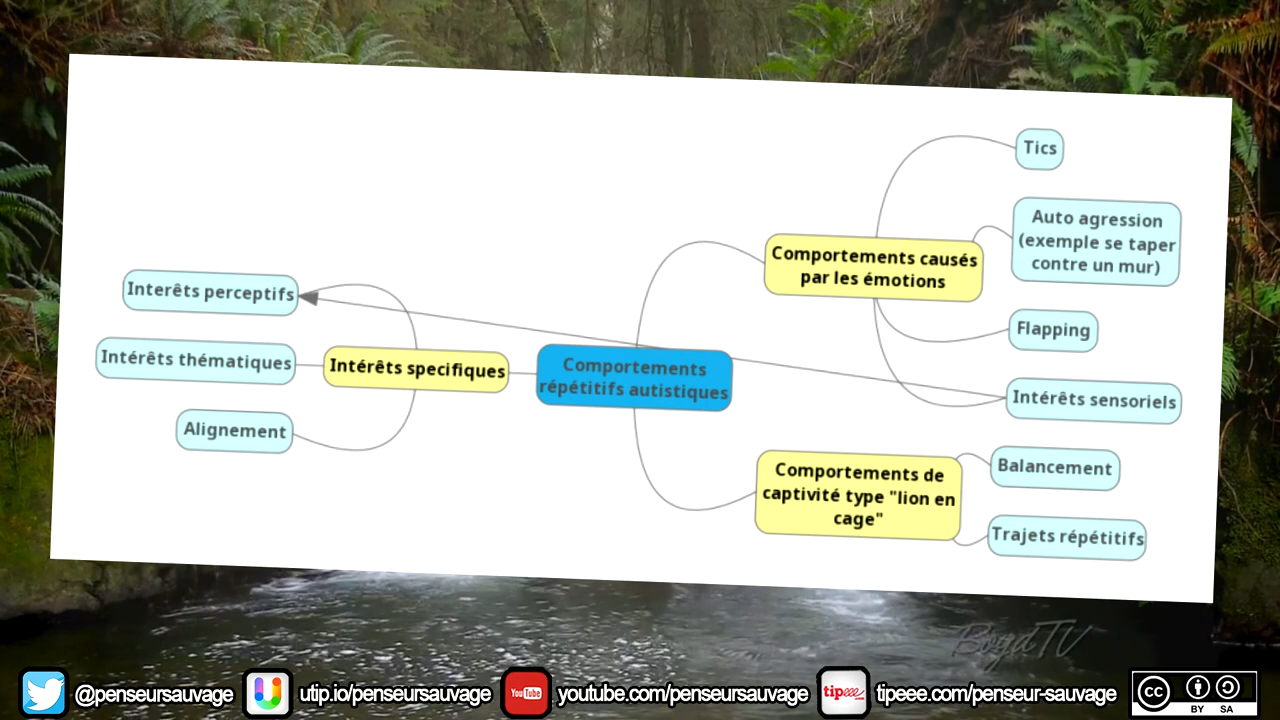 Tics
Auto agression
(exemple se taper
contre un mur)
Comportements causés
par les émotions
Flapping
Interêts perceptifs
Intérêts thématiques
Intérêts specifiques
Comportements
répétitifs autistiques
Intérêts sensoriels
Alignement
Balancement
Comportements de
captivité type "lion en
cage"
Trajets répétitifs
BoydTV
@penseursauvage
utip.io/penseursauvage
YouTube
youtube.com/penseursauvage
tipeee.com
tipeee.com/penseur-sauvage
cc
BY SA